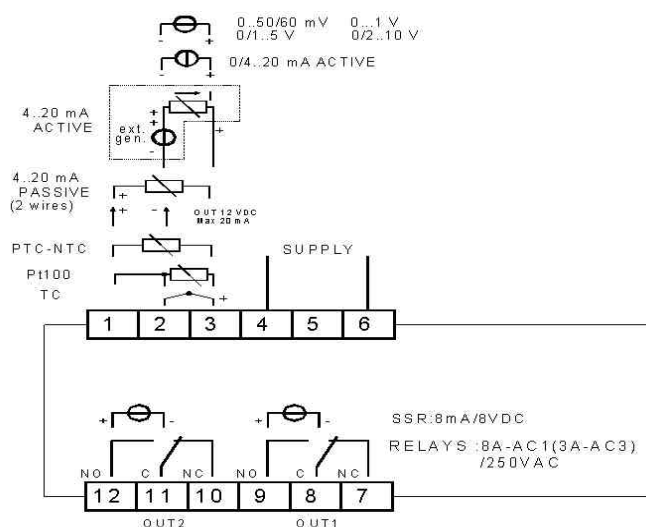 0..50/60 mV 0...1 V
0/1..5 V 0/2..10 V
- +
0/4..20 mA ACTIVE
- +
4..20 mA
ACTIVE
+
+
ext.
gen.
-
+
4..20 mA
PASSIVE
(2 wires)
+
+ -
OUT 12 VDC
Max 20 mA
PTC-NTC
SUPPLY
Pt100
TC
- +
1 2 3 4 5 6
+ - + -
SSR:8mA/8VDC
RELAYS :8A-AC1(3A-AC3)
/250VAC
NO C NC NO C NC
12 11 10 9 8 7
OUT2 OUT1